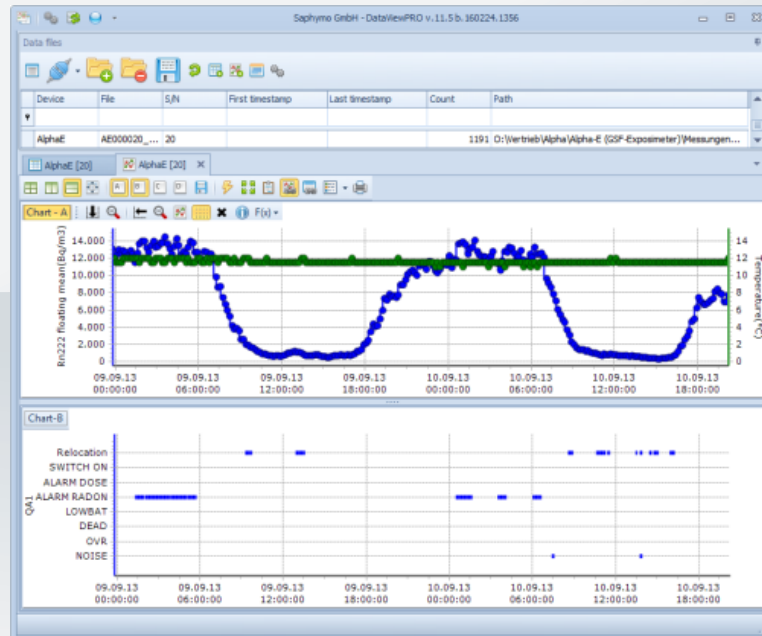 Saphymo GmbH - DataViewPRO v.11.5 b.160224.1356
Data files
Device File S/N First timestamp Last timestamp Count Path
AlphaE AE000020_... 20 1191 O:\Vertrieb\Alpha\Alpha-E (GSF-Exposimeter)\Messungen...
AlphaE [20] AlphaE [20]
A B C D
Chart - A F(x)
Rn222 floating mean(Bq/m3)
14.000
12.000
10.000
8.000
6.000
4.000
2.000
0
14
12
10
8
6
4
2
0
Temperature(°C)
09.09.13 09.09.13 09.09.13 09.09.13 10.09.13 10.09.13 10.09.13 10.09.13
00:00:00 06:00:00 12:00:00 18:00:00 00:00:00 06:00:00 12:00:00 18:00:00
Chart-B
QA1
Relocation
SWITCH ON
ALARM DOSE
ALARM RADON
LOWBAT
DEAD
OVR
NOISE
09.09.13 09.09.13 09.09.13 09.09.13 10.09.13 10.09.13 10.09.13 10.09.13
00:00:00 06:00:00 12:00:00 18:00:00 00:00:00 06:00:00 12:00:00 18:00:00